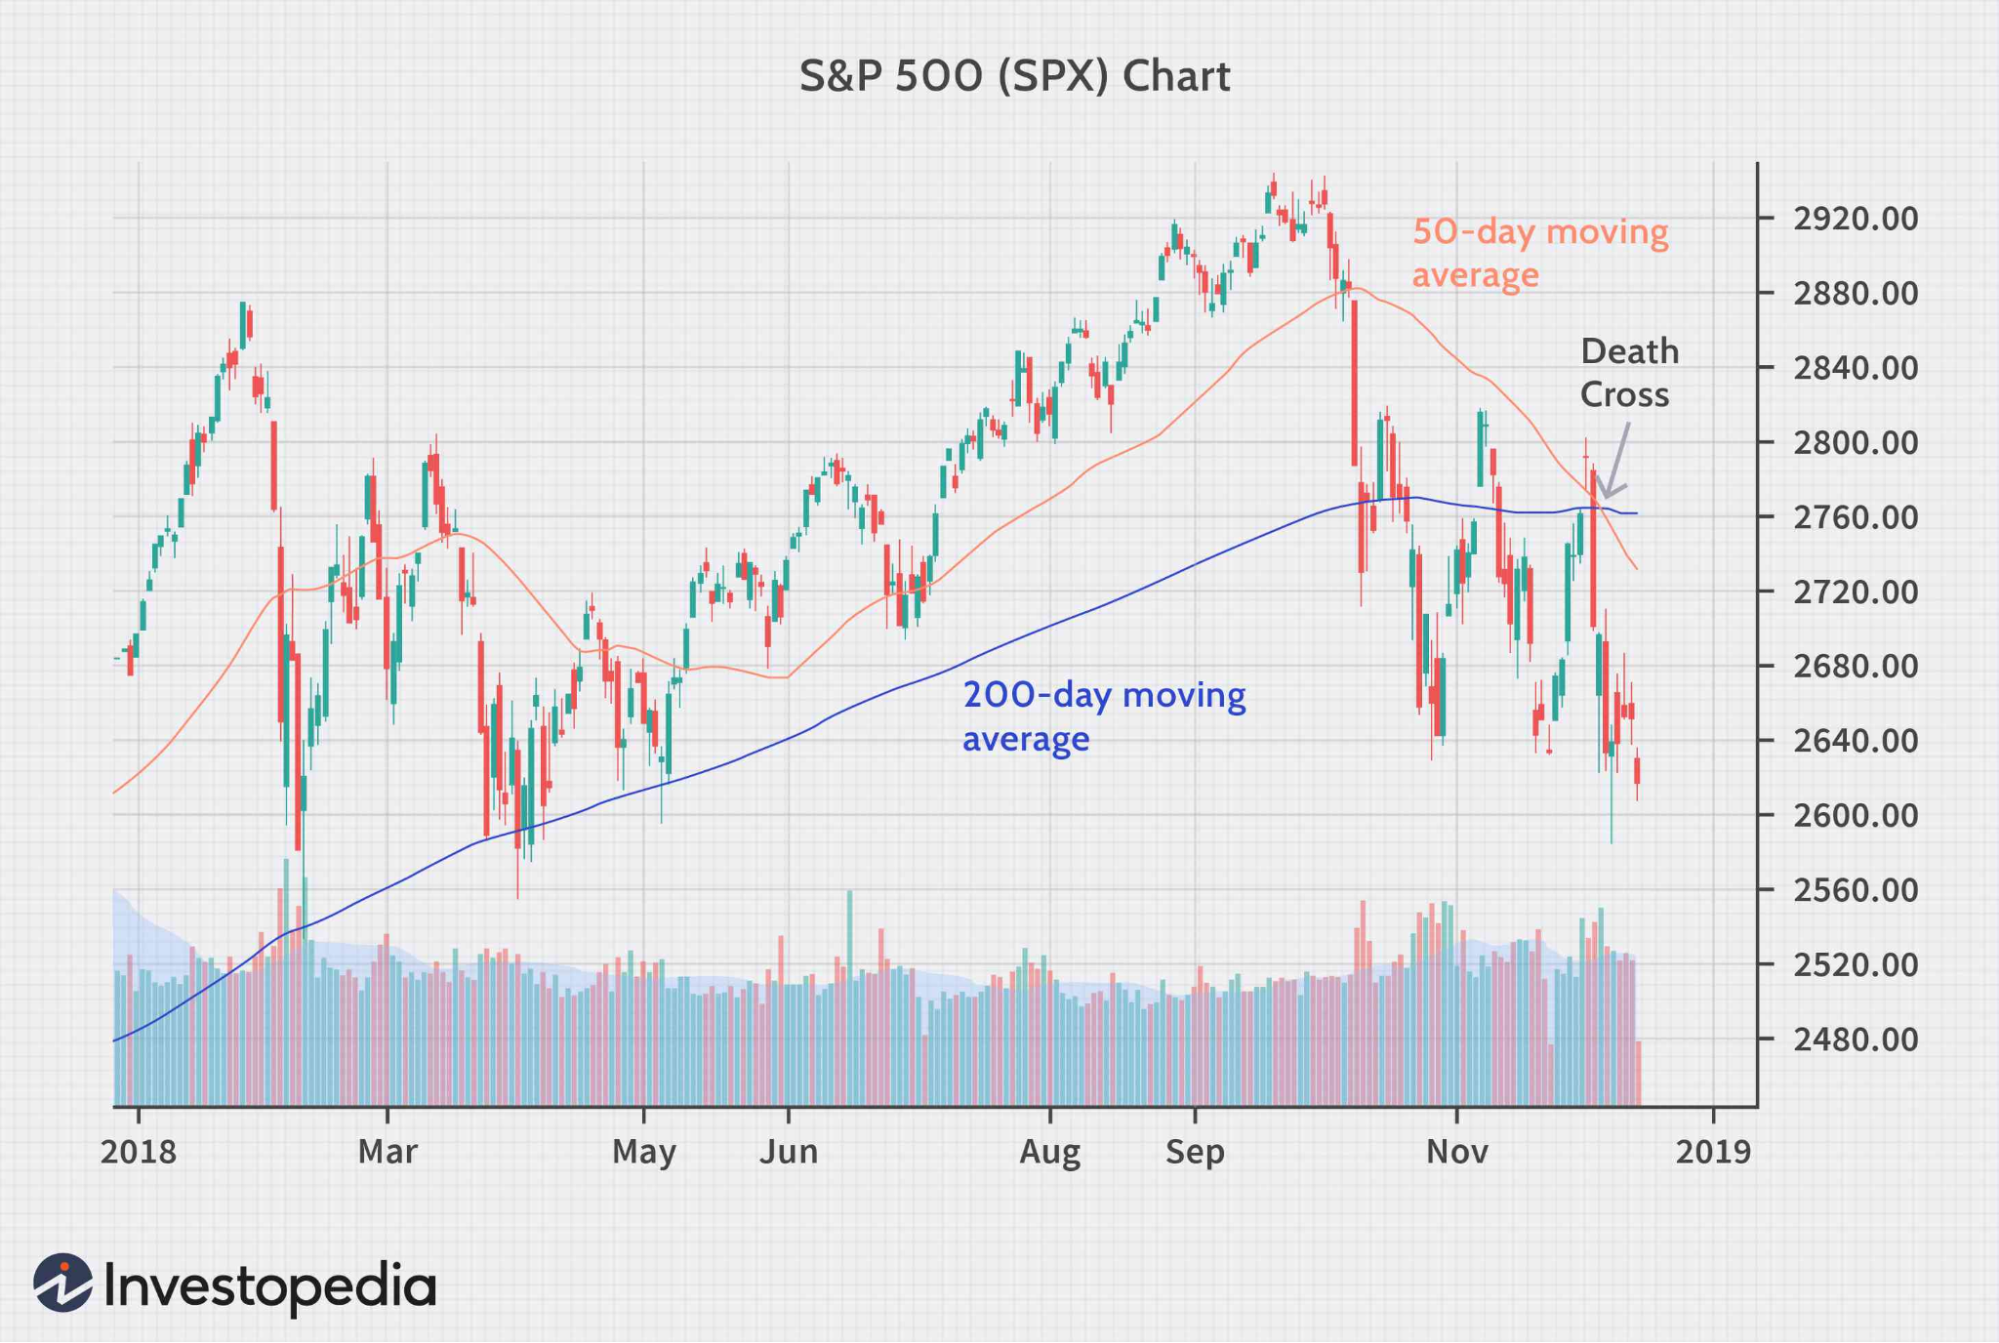 S&P 500 (SPX) Chart
50-day moving
average
Death
Cross
200-day moving
average
2920.00
2880.00
2840.00
2800.00
2760.00
2720.00
2680.00
2640.00
2600.00
2560.00
2520.00
2480.00
2018 Mar May Jun Aug Sep Nov 2019
Investopedia